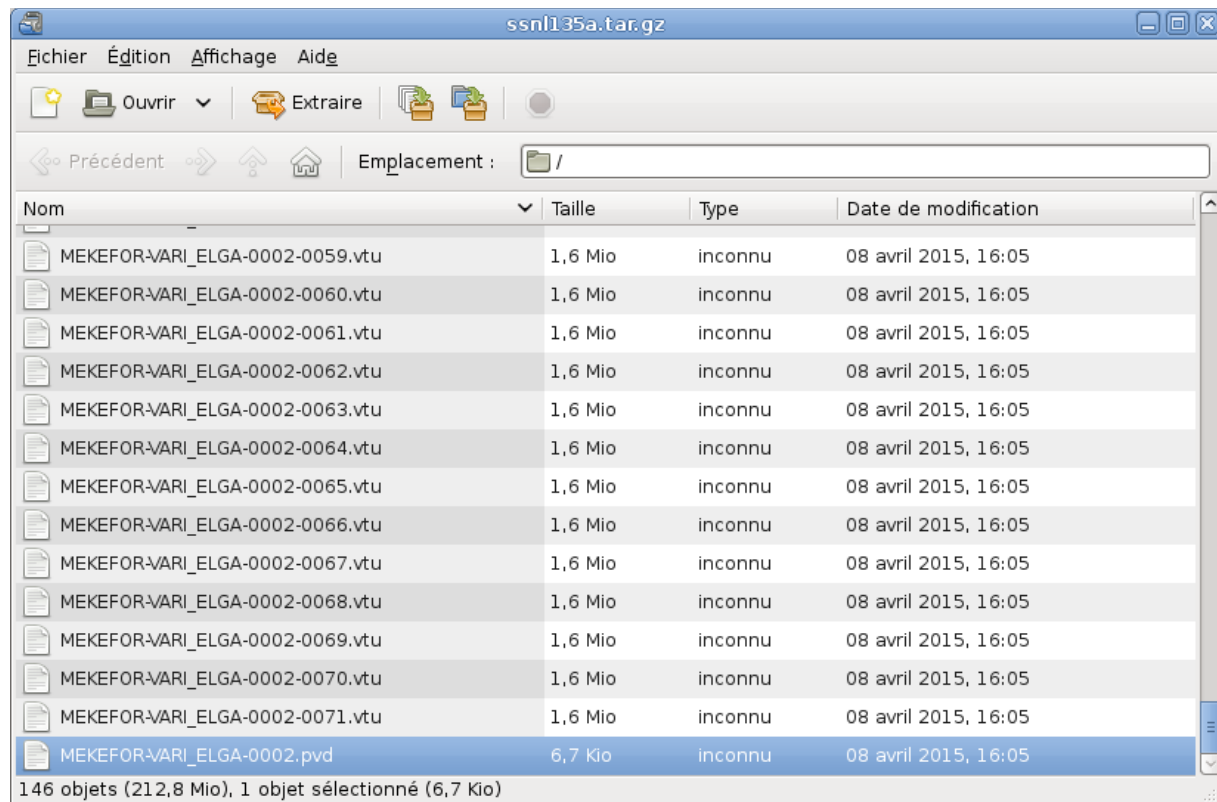 ssnl135a.tar.gz
Fichier Édition Affichage Aide
Ouvrir Extraire
Précédent Emplacement : /
Nom Taille Type Date de modification
MEKEFOR-VARI_ELGA-0002-0059.vtu 1,6 Mio inconnu 08 avril 2015, 16:05
MEKEFOR-VARI_ELGA-0002-0060.vtu 1,6 Mio inconnu 08 avril 2015, 16:05
MEKEFOR-VARI_ELGA-0002-0061.vtu 1,6 Mio inconnu 08 avril 2015, 16:05
MEKEFOR-VARI_ELGA-0002-0062.vtu 1,6 Mio inconnu 08 avril 2015, 16:05
MEKEFOR-VARI_ELGA-0002-0063.vtu 1,6 Mio inconnu 08 avril 2015, 16:05
MEKEFOR-VARI_ELGA-0002-0064.vtu 1,6 Mio inconnu 08 avril 2015, 16:05
MEKEFOR-VARI_ELGA-0002-0065.vtu 1,6 Mio inconnu 08 avril 2015, 16:05
MEKEFOR-VARI_ELGA-0002-0066.vtu 1,6 Mio inconnu 08 avril 2015, 16:05
MEKEFOR-VARI_ELGA-0002-0067.vtu 1,6 Mio inconnu 08 avril 2015, 16:05
MEKEFOR-VARI_ELGA-0002-0068.vtu 1,6 Mio inconnu 08 avril 2015, 16:05
MEKEFOR-VARI_ELGA-0002-0069.vtu 1,6 Mio inconnu 08 avril 2015, 16:05
MEKEFOR-VARI_ELGA-0002-0070.vtu 1,6 Mio inconnu 08 avril 2015, 16:05
MEKEFOR-VARI_ELGA-0002-0071.vtu 1,6 Mio inconnu 08 avril 2015, 16:05
MEKEFOR-VARI_ELGA-0002.pvd 6,7 Kio inconnu 08 avril 2015, 16:05
146 objets (212,8 Mio), 1 objet sélectionné (6,7 Kio)